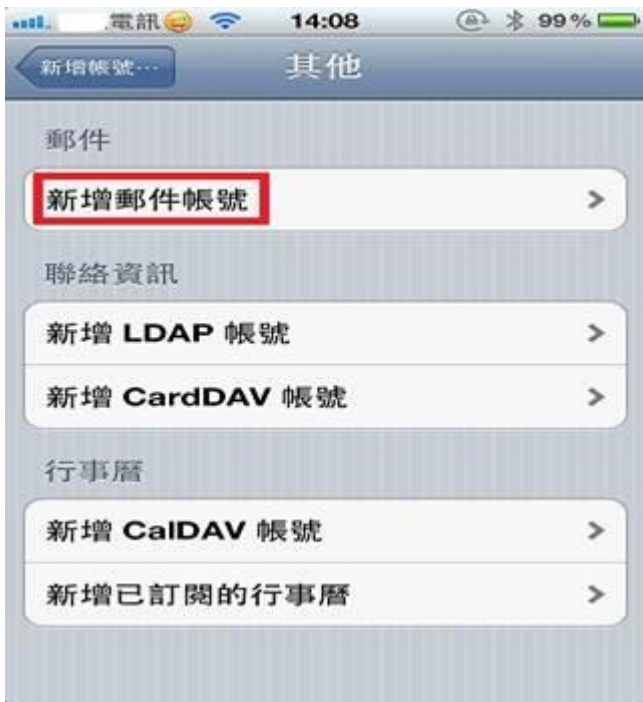 電訊 14:08 99%
新增帳號… 其他
郵件
新增郵件帳號
聯絡資訊
新增 LDAP 帳號
新增 CardDAV 帳號
行事曆
新增 CalDAV 帳號
新增已訂閱的行事曆